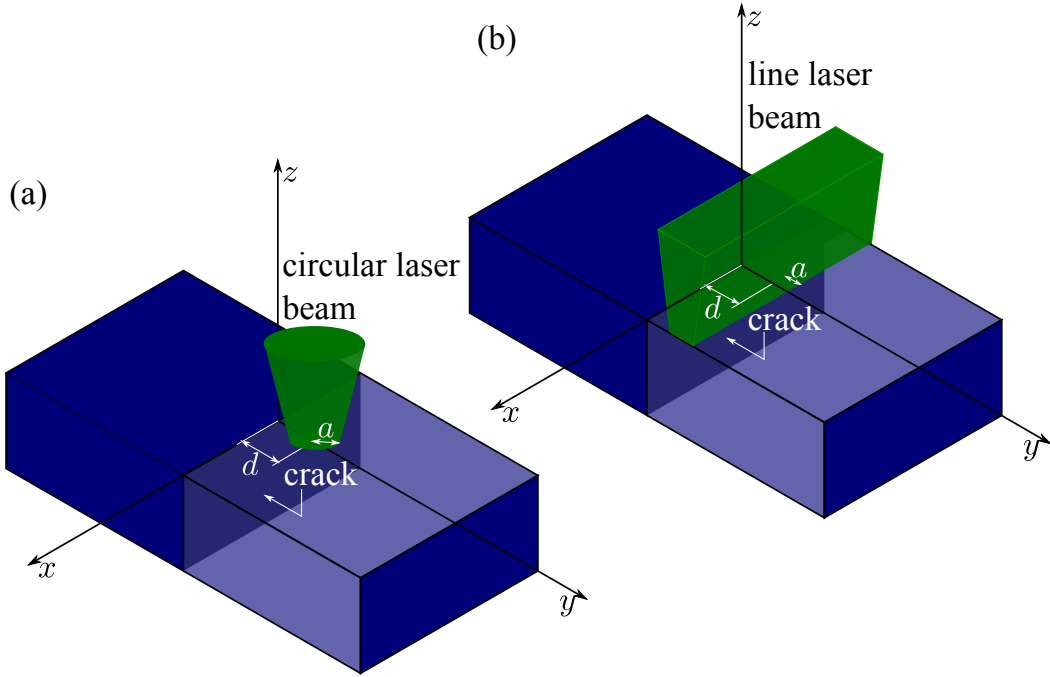 (a)
z
circular laser
beam
a
d
crack
x
y
(b)
z
line laser
beam
a
d
crack
x
y